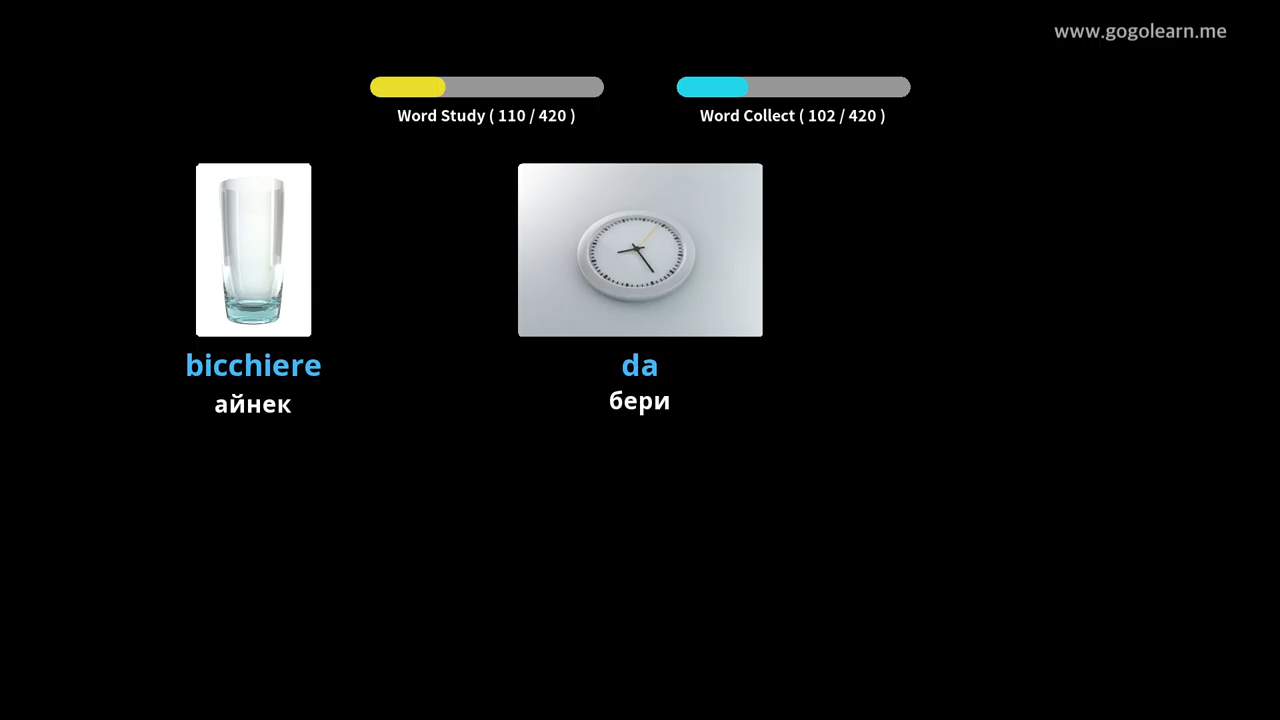 www.gogolearn.me
Word Study ( 110 / 420 )
Word Collect ( 102 / 420 )
bicchiere
айнек
da
бери